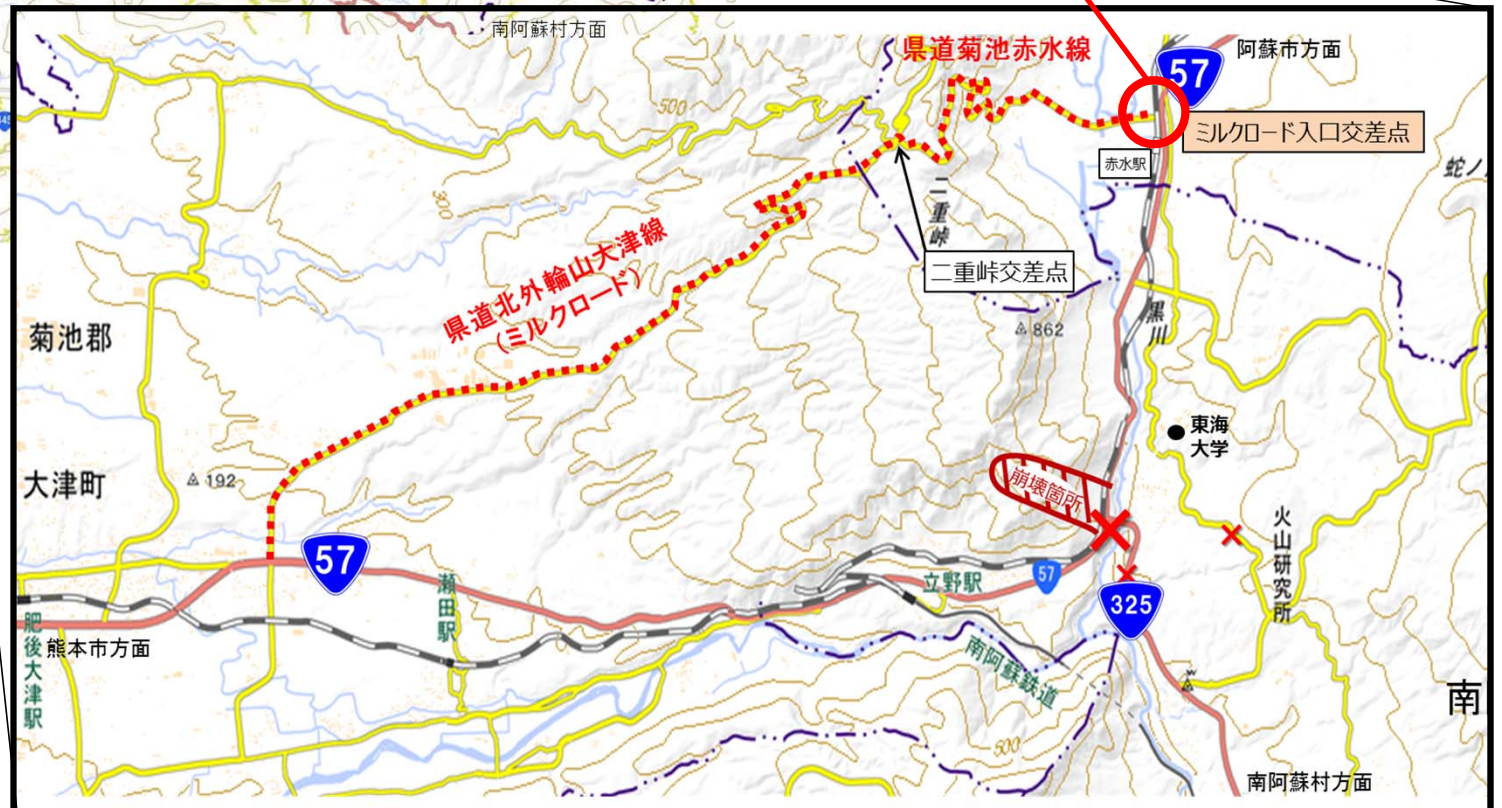 南阿蘇村方面
県道菊池赤水線
57
阿蘇市方面
500
ミルクロード入口交差点
赤水駅
蛇ノ
二重峠
300
二重峠交差点
県道北外輪山大津線
(ミルクロード)
862
黒川
菊池郡
東海
大学
大津町
192
崩壊箇所
火山研究所
57
瀬田駅
立野駅
57
325
肥後大津駅
熊本市方面
南阿蘇鉄道
南
500
南阿蘇村方面